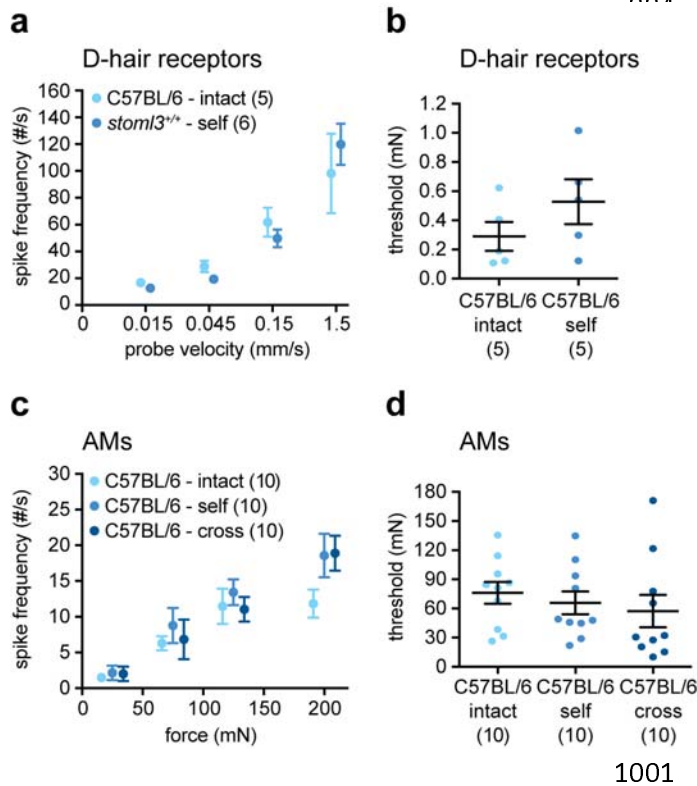 a
D-hair receptors
160
140
120
100
80
60
40
20
0
spike frequency (#/s)
C57BL/6 - intact (5)
stoml3+/+ - self (6)
0 0.015 0.045 0.15 1.5
probe velocity (mm/s)
b
D-hair receptors
1.2
1.0
0.8
0.6
0.4
0.2
0.0
threshold (mN)
C57BL/6 C57BL/6
intact self
(5) (5)
c
AMs
30
25
20
15
10
5
0
spike frequency (#/s)
C57BL/6 - intact (10)
C57BL/6 - self (10)
C57BL/6 - cross (10)
0 50 100 150 200
force (mN)
d
AMs
180
150
120
90
60
30
0
threshold (mN)
C57BL/6 C57BL/6 C57BL/6
intact self cross
(10) (10) (10)
1001